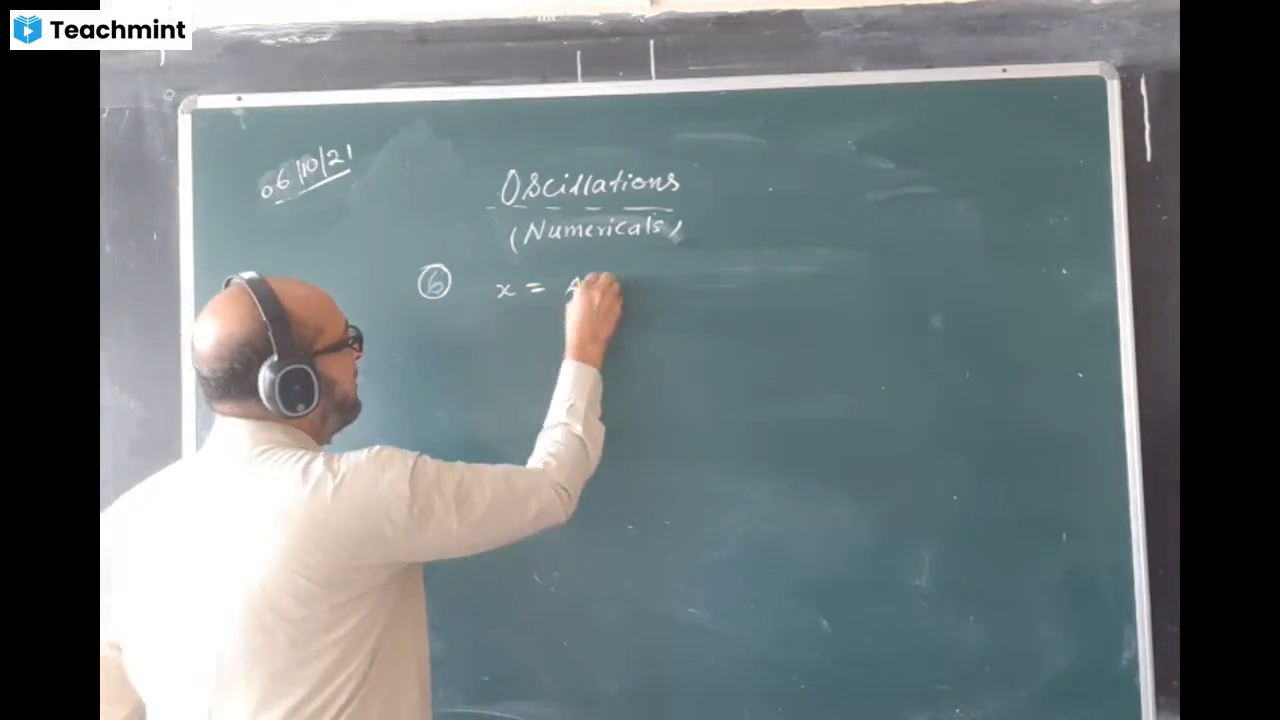 Teachmint
06/10/21
Oscillations
(Numericals)
6 x =